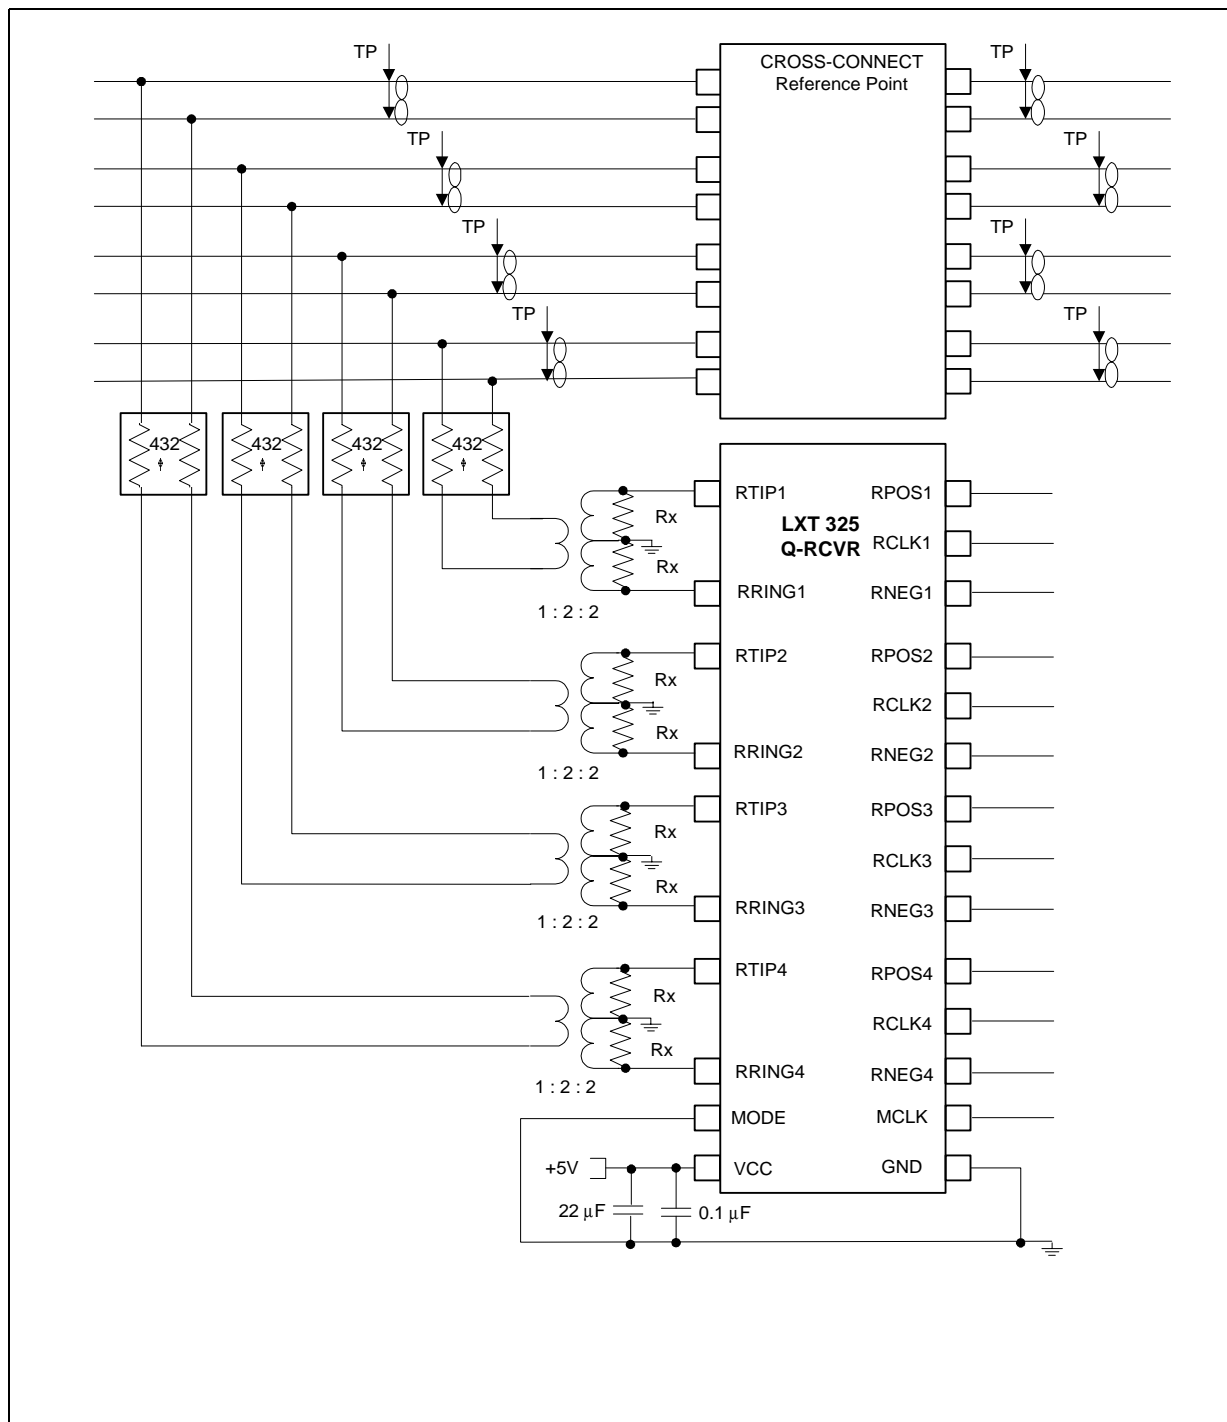 TP
TP
CROSS-CONNECT
Reference Point
TP
TP
TP
TP
TP
TP
432
432
432
432
RTIP1
RPOS1
Rx
LXT 325
Q-RCVR
RCLK1
Rx
RRING1
RNEG1
1 : 2 : 2
RTIP2
RPOS2
Rx
RCLK2
Rx
RRING2
RNEG2
1 : 2 : 2
RTIP3
RPOS3
Rx
RCLK3
Rx
RRING3
RNEG3
1 : 2 : 2
RTIP4
RPOS4
Rx
RCLK4
Rx
RRING4
RNEG4
1 : 2 : 2
MODE
MCLK
+5V
VCC
GND
22 µF
0.1 µF